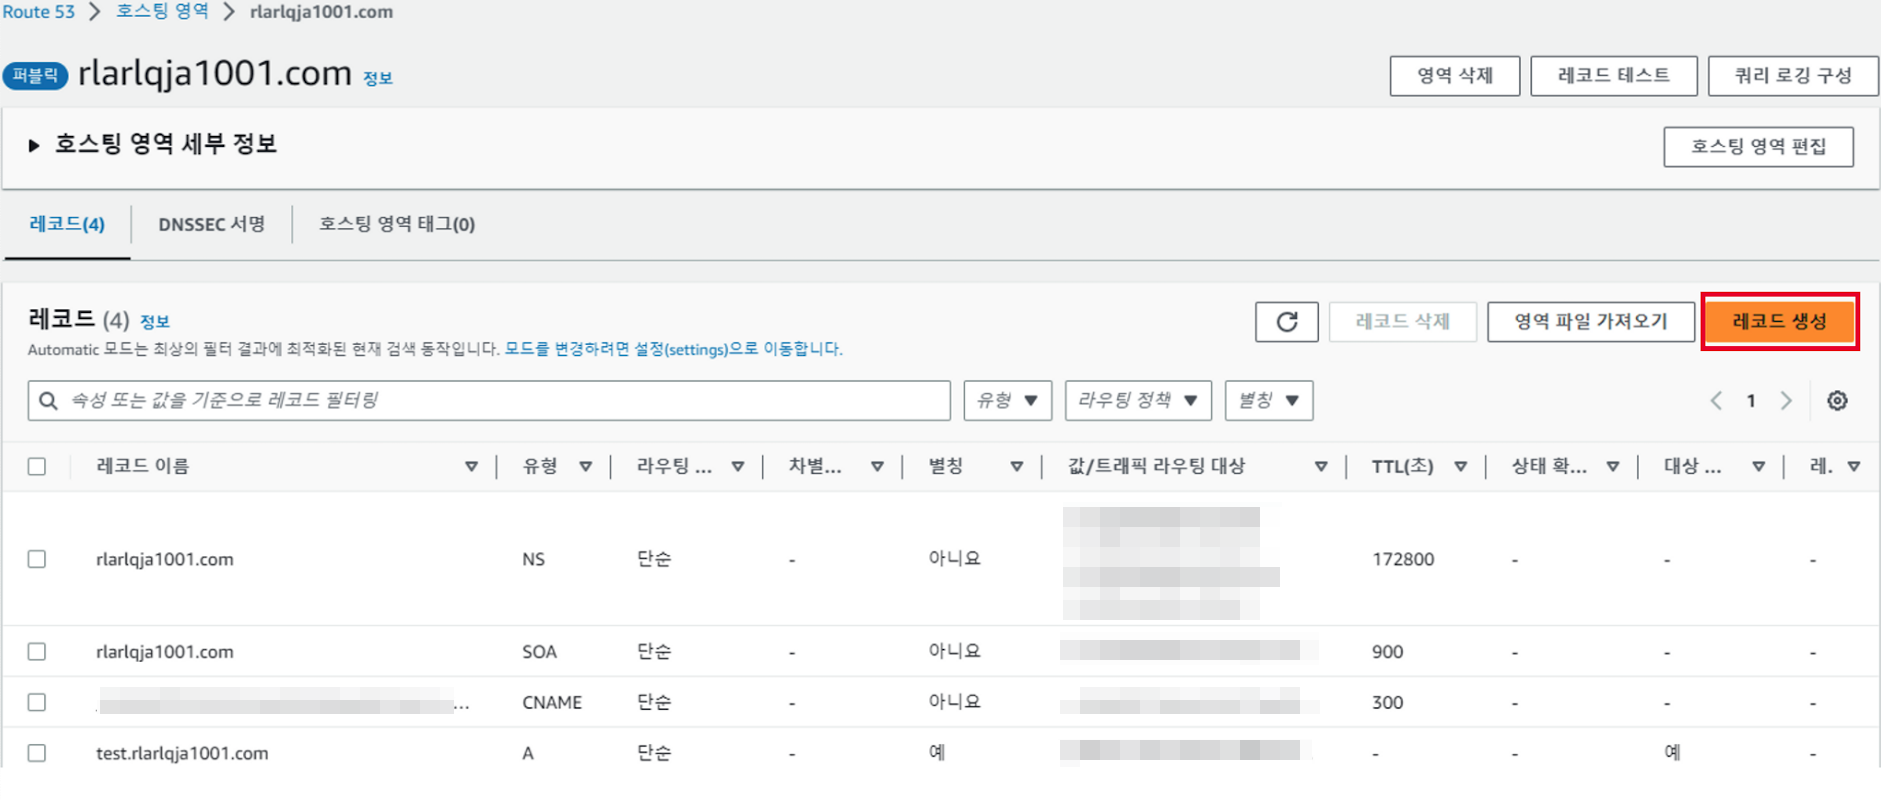 Route 53 > 호스팅 영역 > rlarlqja1001.com
퍼블릭 rlarlqja1001.com 정보
영역 삭제 레코드 테스트 쿼리 로깅 구성
호스팅 영역 세부 정보
호스팅 영역 편집
레코드(4) DNSSEC 서명 호스팅 영역 태그(0)
레코드 (4) 정보
레코드 삭제 영역 파일 가져오기 레코드 생성
Automatic 모드는 최상의 필터 결과에 최적화된 현재 검색 동작입니다. 모드를 변경하려면 설정(settings)으로 이동합니다.
속성 또는 값을 기준으로 레코드 필터링 유형 라우팅 정책 별칭 1
레코드 이름 유형 라우팅 ... 차별... 별칭 값/트래픽 라우팅 대상 TTL(초) 상태 확... 대상 ... 레.
rlarlqja1001.com NS 단순 - 아니요 172800 - - -
rlarlqja1001.com SOA 단순 - 아니요 900 - - -
... CNAME 단순 - 아니요 300 - - -
test.rlarlqja1001.com A 단순 - 예 - - 예 -